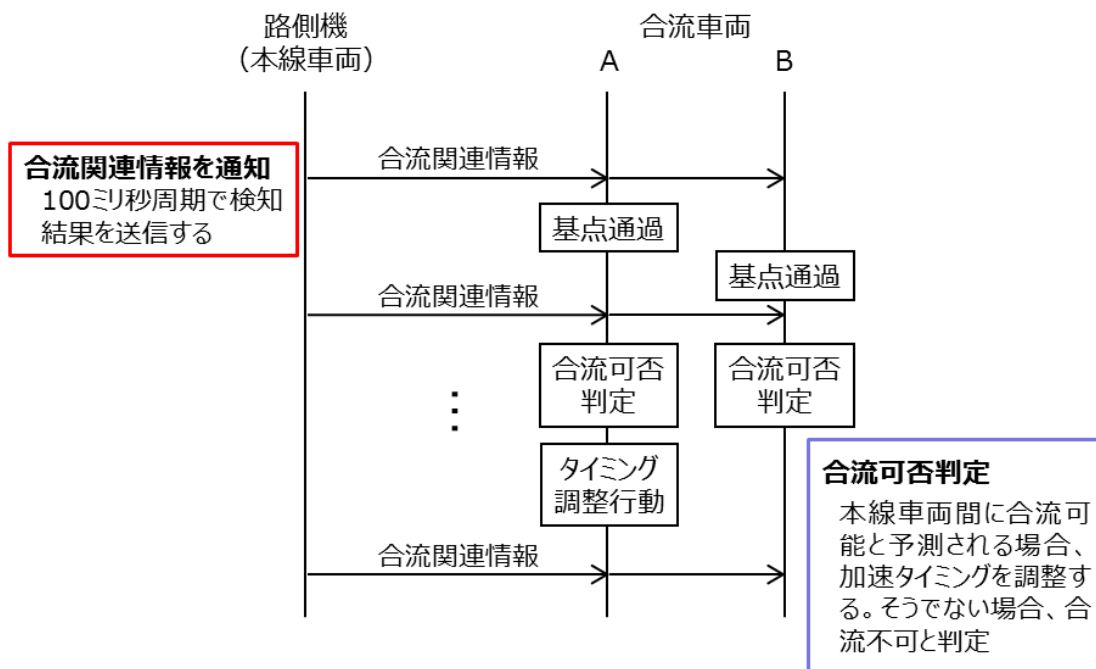 路側機
(本線車両)
合流車両
A
B
合流関連情報を通知
100ミリ秒周期で検知
結果を送信する
合流関連情報
基点通過
基点通過
合流関連情報
合流可否
判定
合流可否
判定
⋮
タイミング
調整行動
合流関連情報
合流可否判定
本線車両間に合流可
能と予測される場合、
加速タイミングを調整す
る。そうでない場合、合
流不可と判定